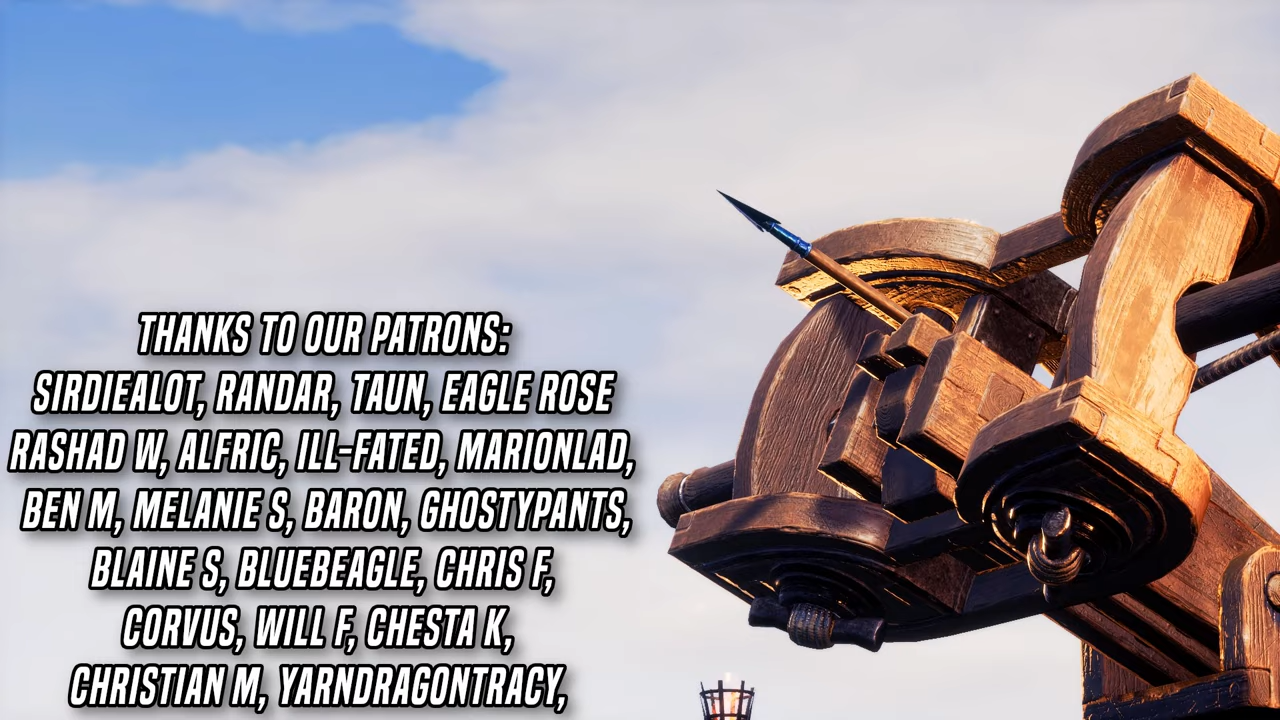 THANKS TO OUR PATRONS:
SIRDIEALOT, RANDAR, TAUN, EAGLE ROSE
RASHAD W, ALFRIC, ILL-FATED, MARIONLAD,
BEN M, MELANIE S, BARON, GHOSTYPANTS,
BLAINE S, BLUEBEAGLE, CHRIS F,
CORVUS, WILL F, CHESTA K,
CHRISTIAN M, YARNDRAGONTRACY,